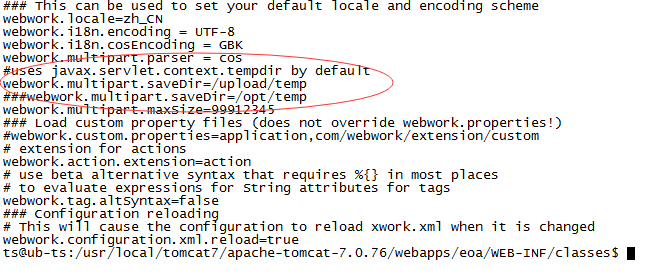 ### This can be used to set your default locale and encoding scheme
webwork.locale=zh_CN
webwork.i18n.encoding = UTF-8
webwork.i18n.cosEncoding = GBK
webwork.multipart.parser = cos
#uses javax.servlet.context.tempdir by default
webwork.multipart.saveDir=/upload/temp
###webwork.multipart.saveDir=/opt/temp
webwork.multipart.maxSize=99912345
### Load custom property files (does not override webwork.properties!)
#webwork.custom.properties=application,com/webwork/extension/custom
# extension for actions
webwork.action.extension=action
# use beta alternative syntax that requires %{} in most places
# to evaluate expressions for String attributes for tags
webwork.tag.altSyntax=false
### Configuration reloading
# This will cause the configuration to reload xwork.xml when it is changed
webwork.configuration.xml.reload=true
ts@ub-ts:/usr/local/tomcat7/apache-tomcat-7.0.76/webapps/eoa/WEB-INF/classes$